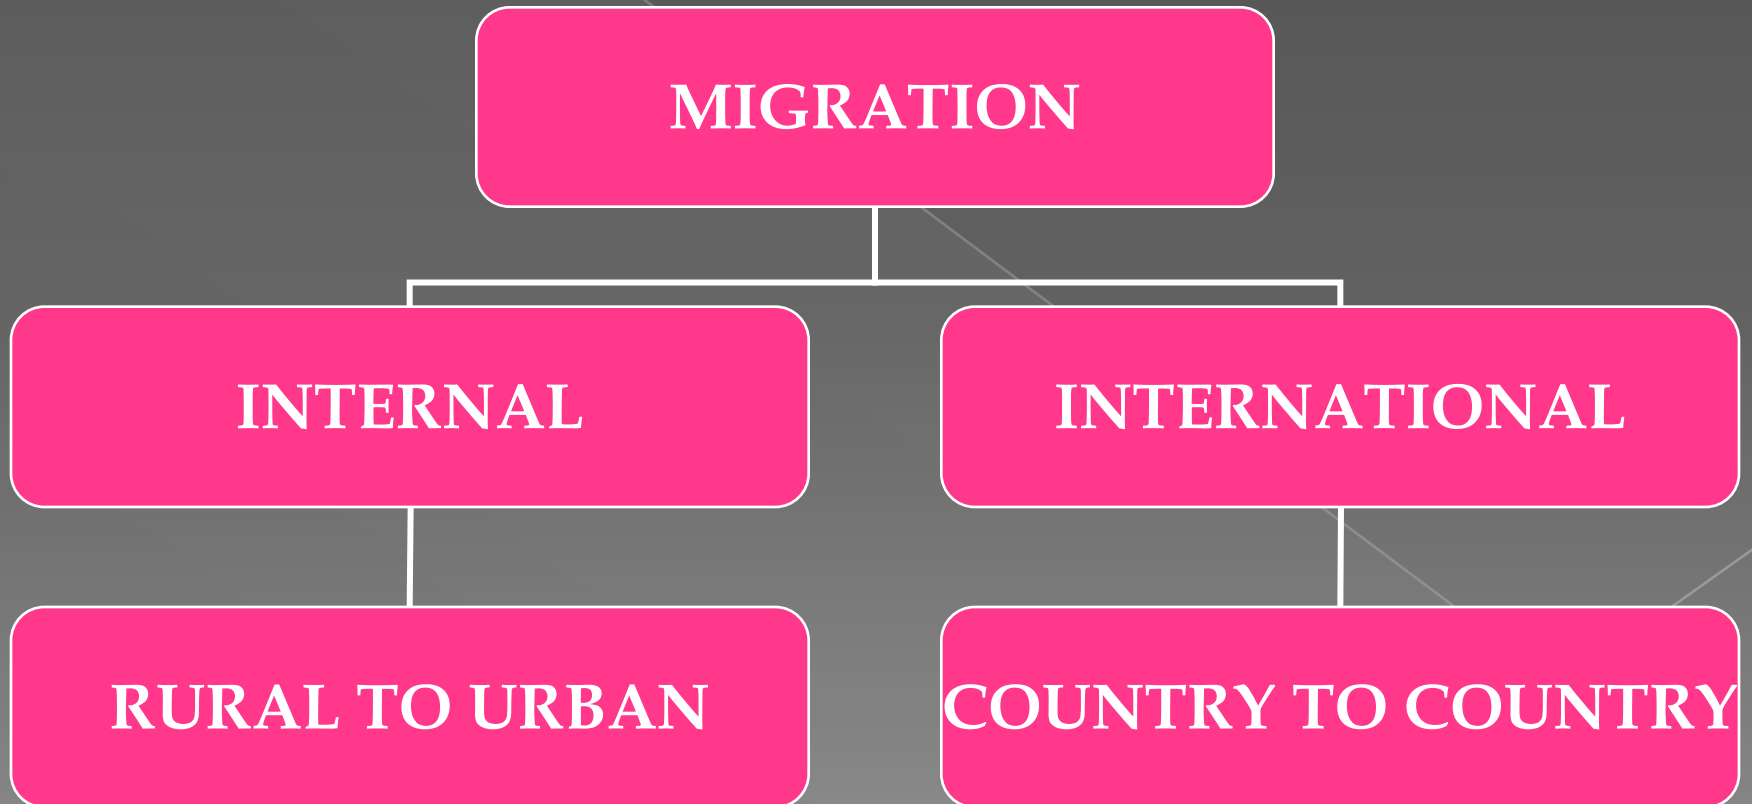 MIGRATION
INTERNAL
INTERNATIONAL
RURAL TO URBAN
COUNTRY TO COUNTRY